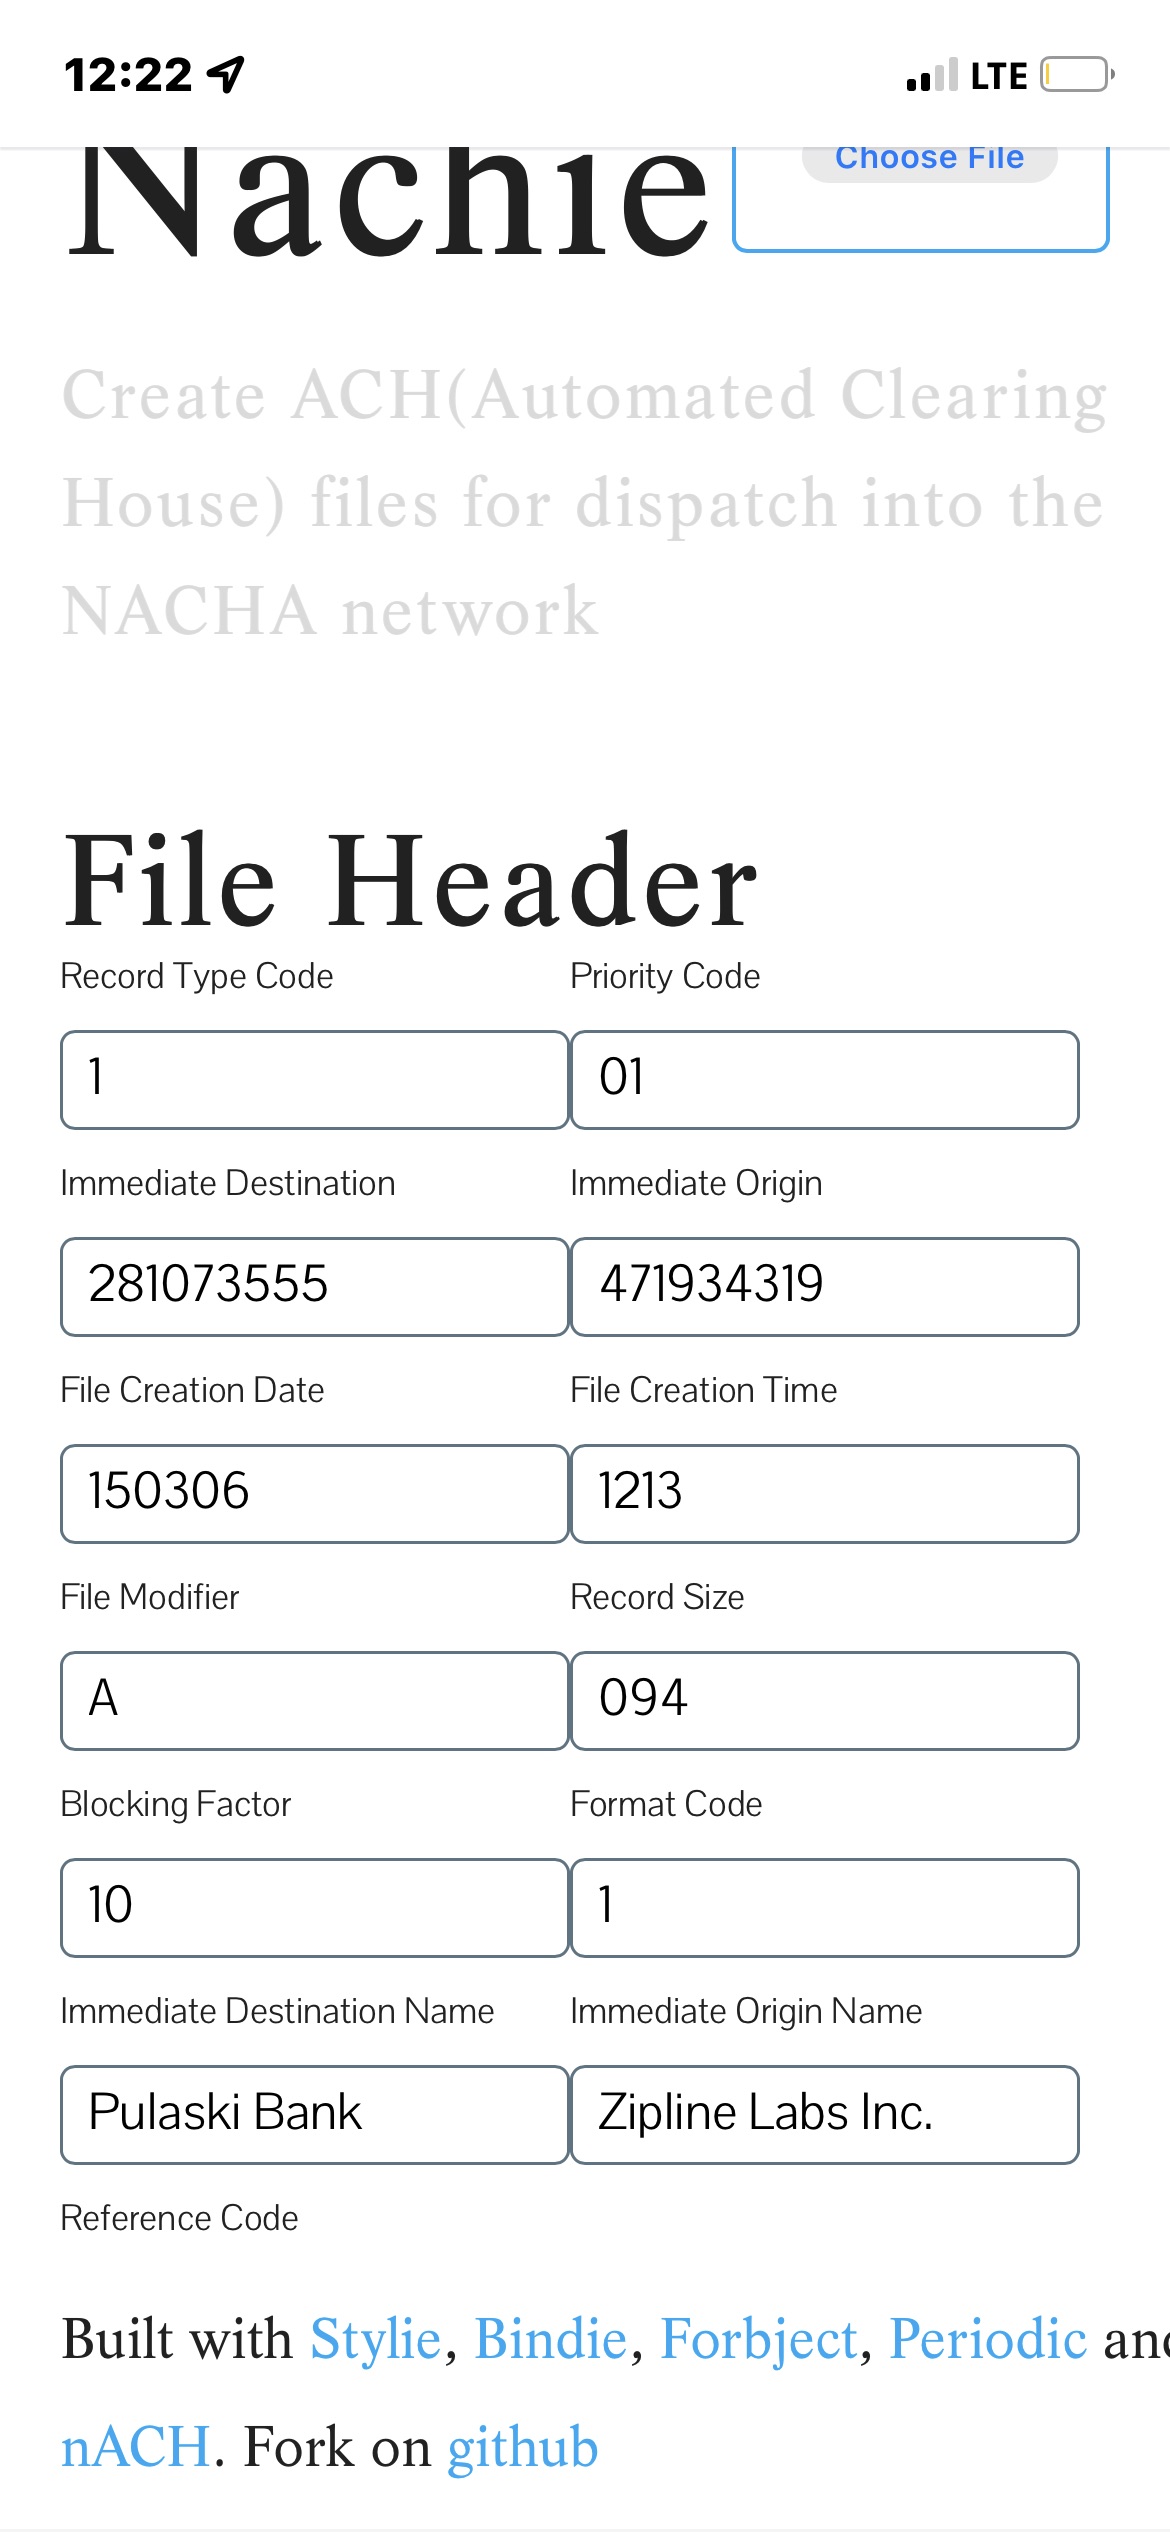 12:22 LTE
Nachie Choose File
Create ACH(Automated Clearing
House) files for dispatch into the
NACHA network
File Header
Record Type Code Priority Code
1 01
Immediate Destination Immediate Origin
281073555 471934319
File Creation Date File Creation Time
150306 1213
File Modifier Record Size
A 094
Blocking Factor Format Code
10 1
Immediate Destination Name Immediate Origin Name
Pulaski Bank Zipline Labs Inc.
Reference Code
Built with Stylie, Bindie, Forbject, Periodic and
nACH. Fork on github